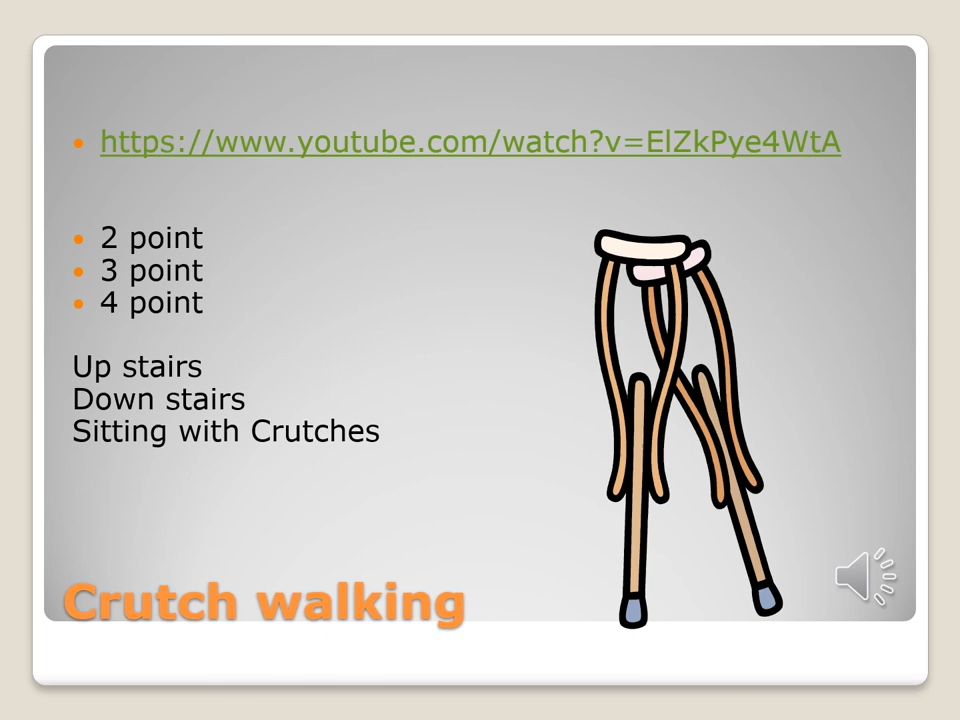 https://www.youtube.com/watch?v=ElZkPye4WtA
2 point
3 point
4 point
Up stairs
Down stairs
Sitting with Crutches
Crutch walking